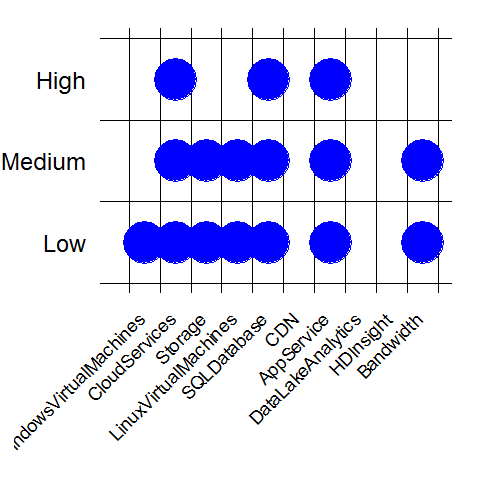 High
Medium
Low
ndowsVirtualMachines
CloudServices
Storage
LinuxVirtualMachines
SQLDatabase
CDN
AppService
DataLakeAnalytics
HDInsight
Bandwidth